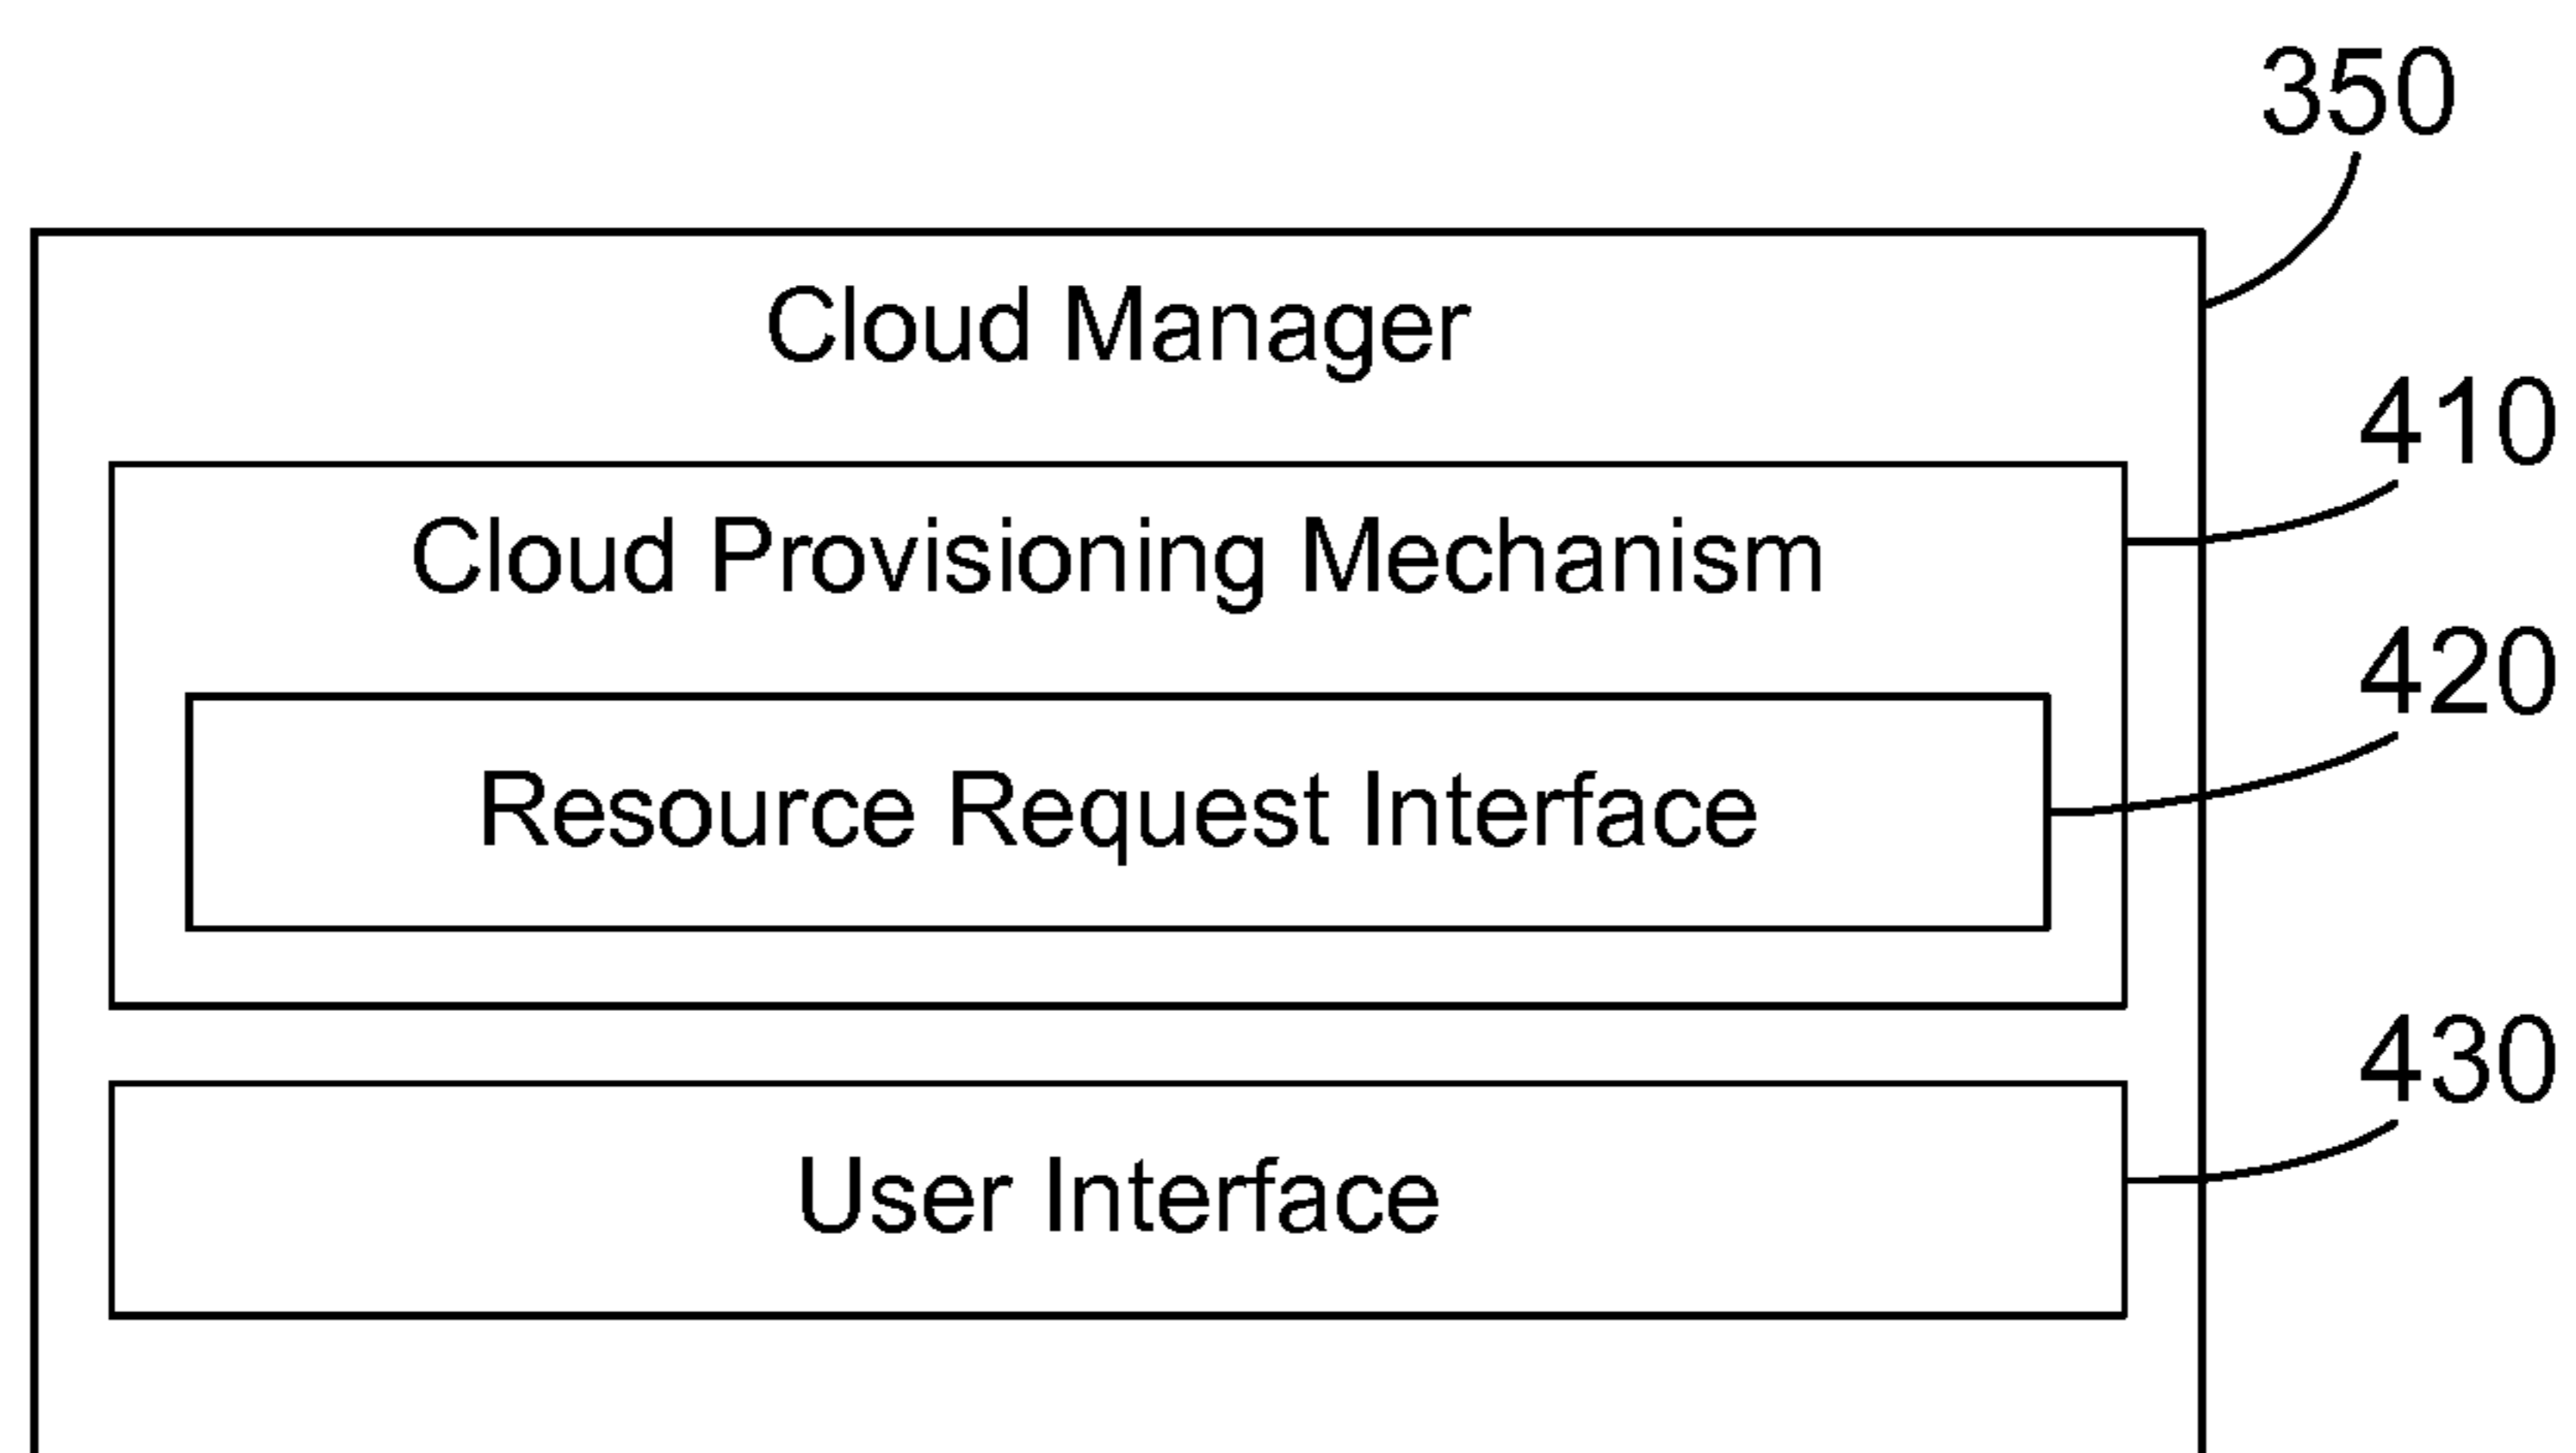 350
Cloud Manager
410
Cloud Provisioning Mechanism
420
Resource Request Interface
430
User Interface